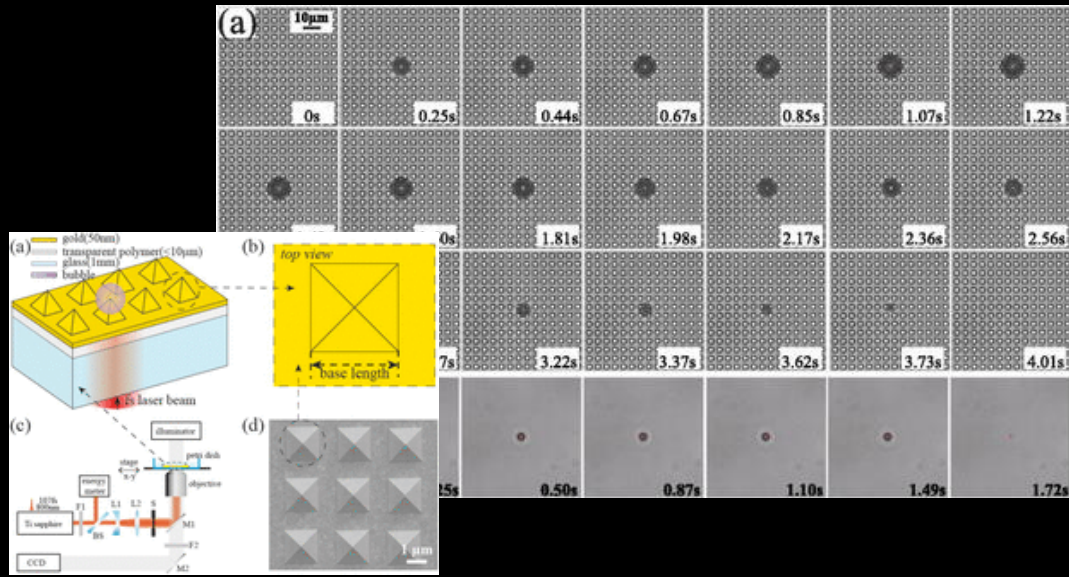 (a)
10μm
0s
0.25s
0.44s
0.67s
0.85s
1.07s
1.22s
1.81s
1.98s
2.17s
2.36s
2.56s
3.22s
3.37s
3.62s
3.73s
4.01s
0.50s
0.87s
1.10s
1.49s
1.72s
(a)
gold(50nm)
transparent polymer(<10μm)
glass(1mm)
bubble
fs laser beam
(b)
top view
base length
(c)
illuminator
petri dish
stage
x-y
objective
energy
meter
107fs
800nm
F1
L1
L2
S
M1
Ti sapphire
BS
F2
CCD
M2
(d)
1 μm